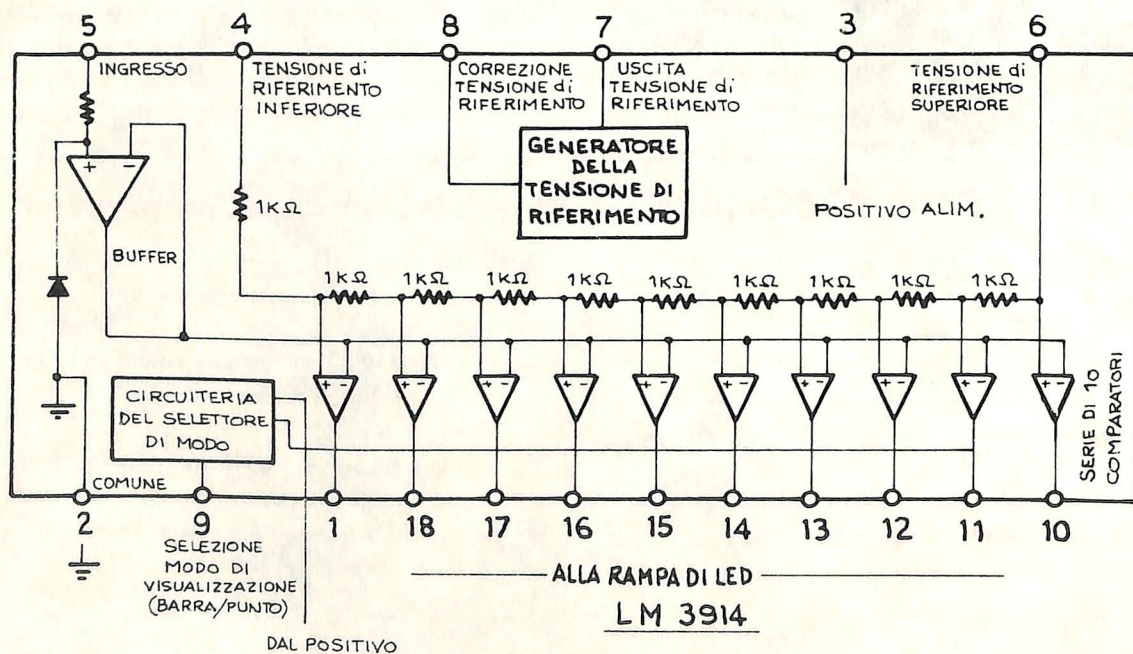 5 4 8 7 3 6
INGRESSO
TENSIONE di
RIFERIMENTO
INFERIORE
CORREZIONE
TENSIONE di
RIFERIMENTO
USCITA
TENSIONE di
RIFERIMENTO
TENSIONE di
RIFERIMENTO
SUPERIORE
+ -
GENERATORE
DELLA
TENSIONE DI
RIFERIMENTO
1KΩ
POSITIVO ALIM.
BUFFER
1KΩ 1KΩ 1KΩ 1KΩ 1KΩ 1KΩ 1KΩ 1KΩ 1KΩ
+ - + - + - + - + - + - + - + - + - + -
CIRCUITERIA
DEL SELETTORE
DI MODO
SERIE DI 10
COMPARATORI
COMUNE
2 9 1 18 17 16 15 14 13 12 11 10
SELEZIONE
MODO DI
VISUALIZZAZIONE
(BARRA/PUNTO)
ALLA RAMPA DI LED
LM 3914
DAL POSITIVO